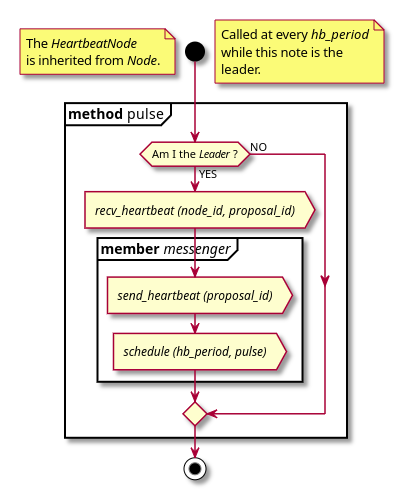 The HeartbeatNode
is inherited from Node.
Called at every hb_period
while this note is the
leader.
method pulse
Am I the Leader ?
NO
YES
recv_heartbeat (node_id, proposal_id)
member messenger
send_heartbeat (proposal_id)
schedule (hb_period, pulse)